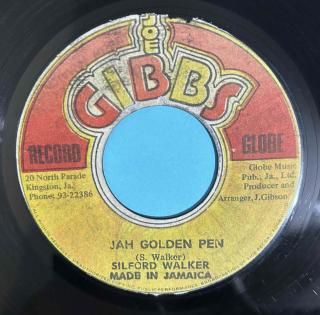 JOE
GIBBS
RECORD GLOBE
20 North Parade
Kingston, Ja.
Phone: 93-22386
Globe Music
Pub., Ja., Ltd.
Producer and
Arranger, J.Gibson
JAH GOLDEN PEN
(S. Walker)
SILFORD WALKER
MADE IN JAMAICA